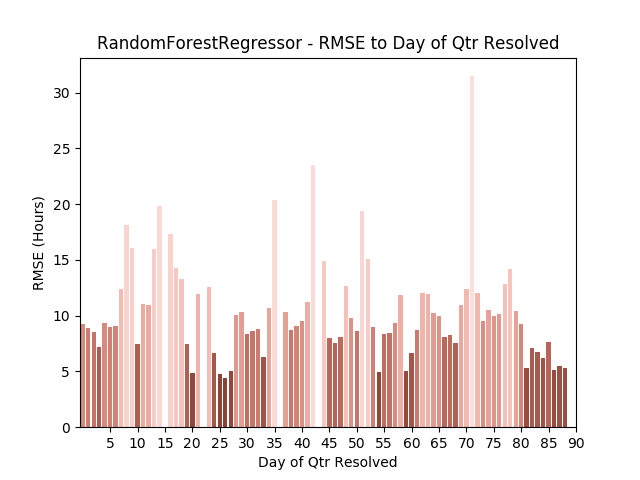 RandomForestRegressor - RMSE to Day of Qtr Resolved
RMSE (Hours)
30
25
20
15
10
5
0
5 10 15 20 25 30 35 40 45 50 55 60 65 70 75 80 85 90
Day of Qtr Resolved